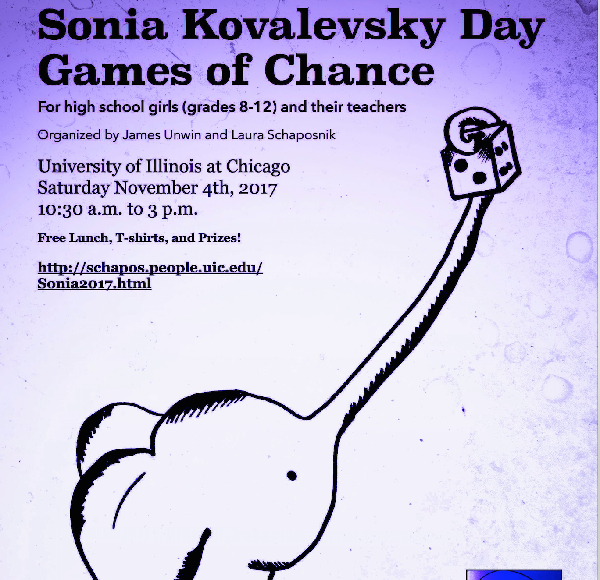 Sonia Kovalevsky Day
Games of Chance
For high school girls (grades 8-12) and their teachers
Organized by James Unwin and Laura Schaposnik
University of Illinois at Chicago
Saturday November 4th, 2017
10:30 a.m. to 3 p.m.
Free Lunch, T-shirts, and Prizes!
http://schapos.people.uic.edu/
Sonia2017.html